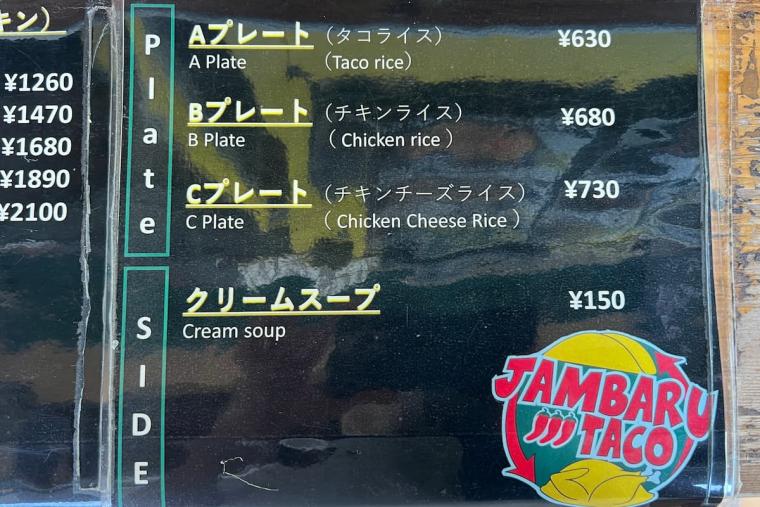 キン）
¥1260
¥1470
¥1680
¥1890
¥2100
Plate
Aプレート（タコライス） ¥630
A Plate （Taco rice）
Bプレート（チキンライス） ¥680
B Plate （Chicken rice）
Cプレート（チキンチーズライス） ¥730
C Plate （Chicken Cheese Rice）
SIDE
クリームスープ ¥150
Cream soup
JAMBARU
TACO